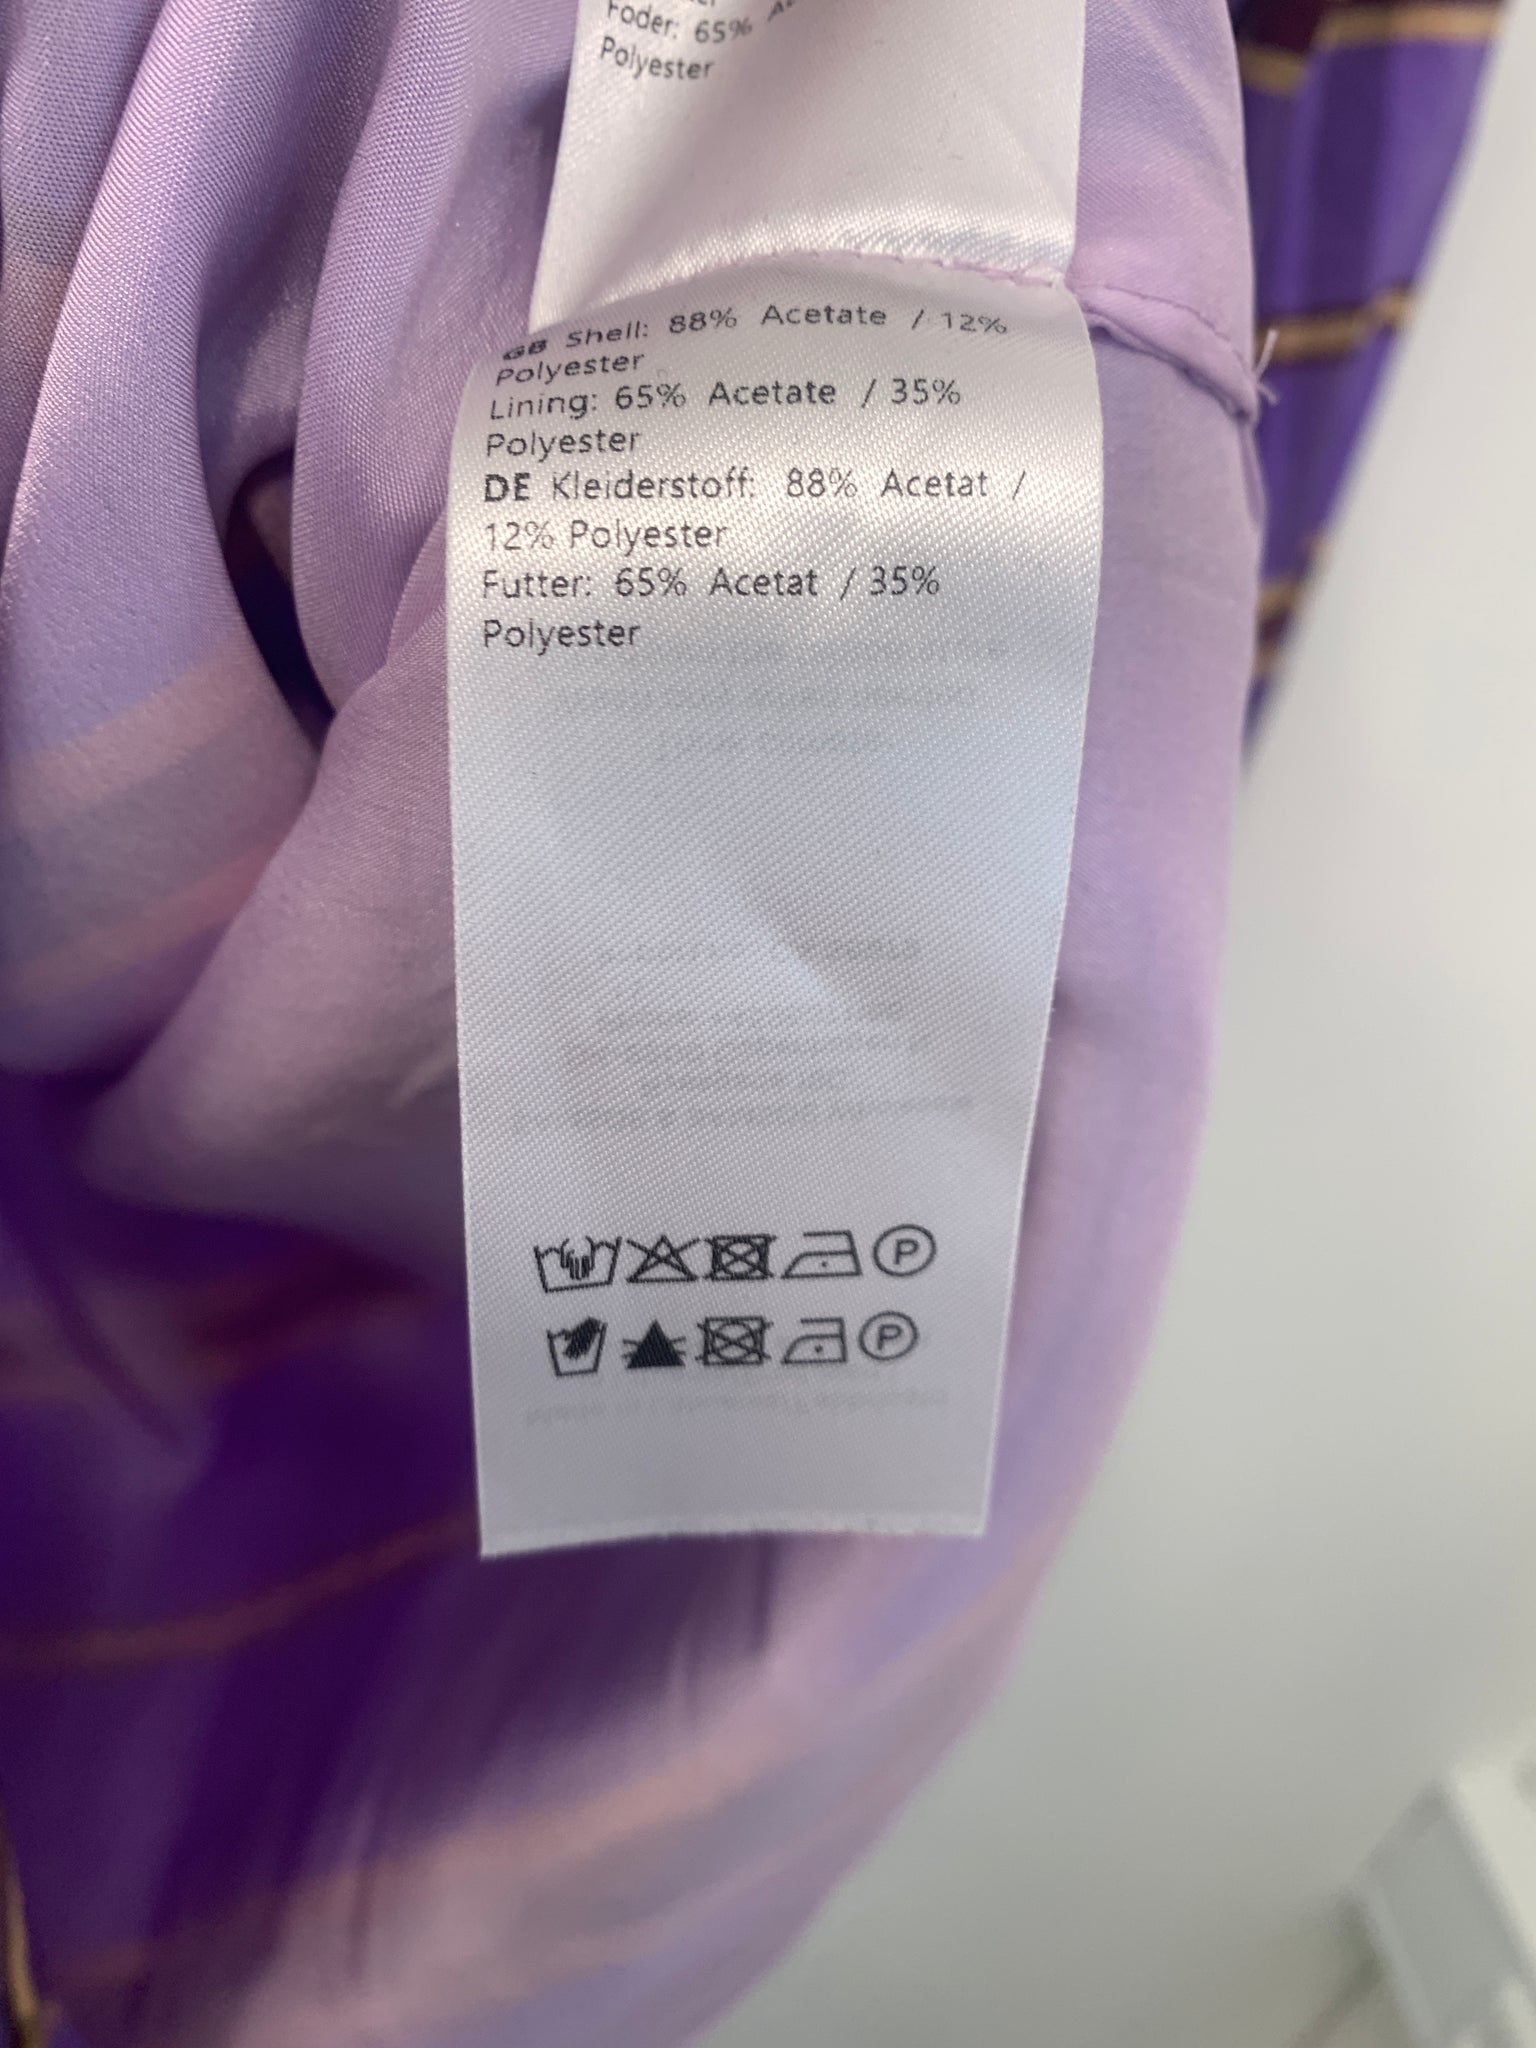 Foder: 65%
Polyester
GB Shell: 88% Acetate / 12%
Polyester
Lining: 65% Acetate / 35%
Polyester
DE Kleiderstoff: 88% Acetat /
12% Polyester
Futter: 65% Acetat / 35%
Polyester
P
P